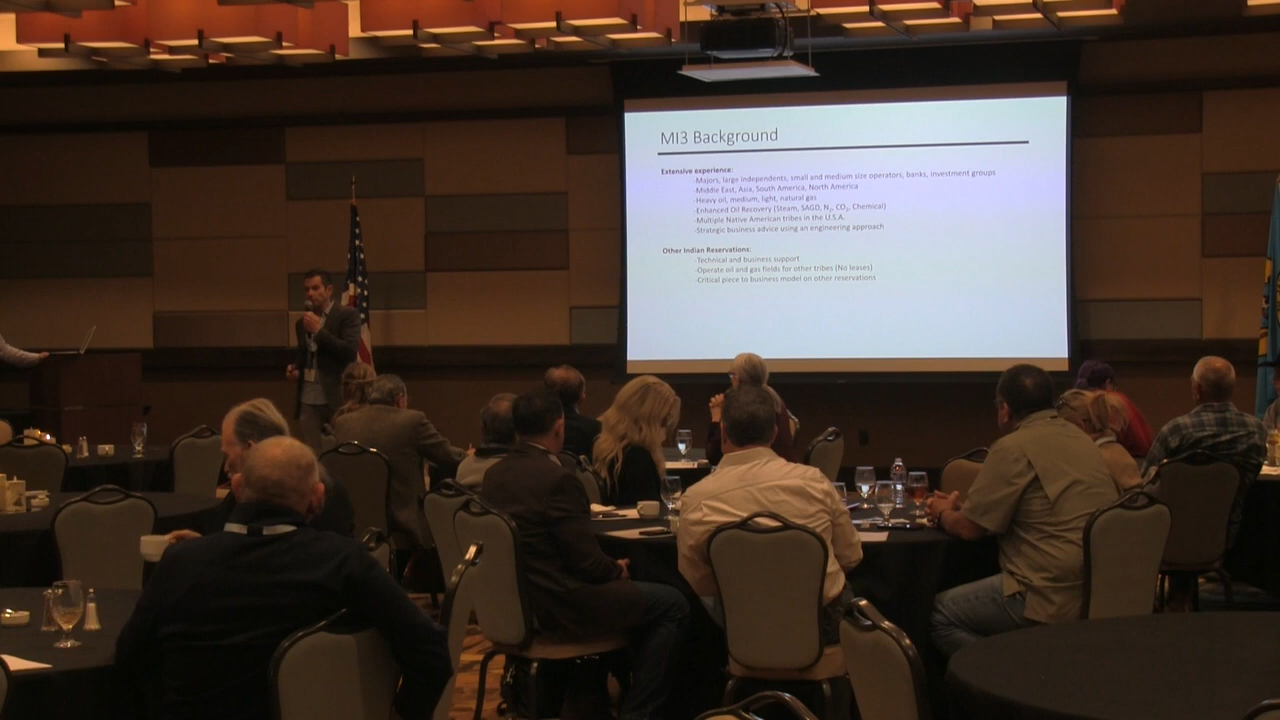 MI3 Background
Extensive experience:
-Majors, large independents, small and medium size operators, banks, investment groups
-Middle East, Asia, South America, North America
-Heavy oil, medium, light, natural gas
-Enhanced Oil Recovery (Steam, SAGD, N₂, CO₂, Chemical)
-Multiple Native American tribes in the U.S.A.
-Strategic business advice using an engineering approach
Other Indian Reservations:
-Technical and business support
-Operate oil and gas fields for other tribes (No leases)
-Critical piece to business model on other reservations